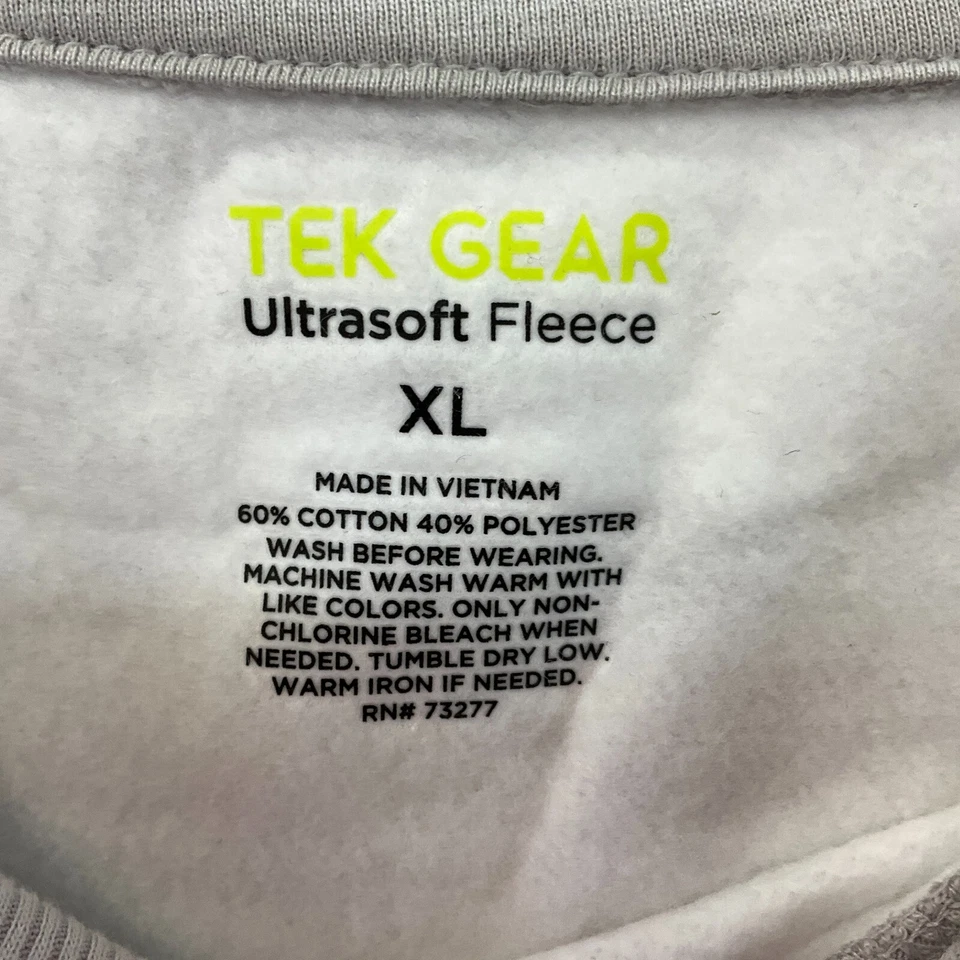 TEK GEAR
Ultrasoft Fleece
XL
MADE IN VIETNAM
60% COTTON 40% POLYESTER
WASH BEFORE WEARING.
MACHINE WASH WARM WITH
LIKE COLORS. ONLY NON-
CHLORINE BLEACH WHEN
NEEDED. TUMBLE DRY LOW.
WARM IRON IF NEEDED.
RN# 73277